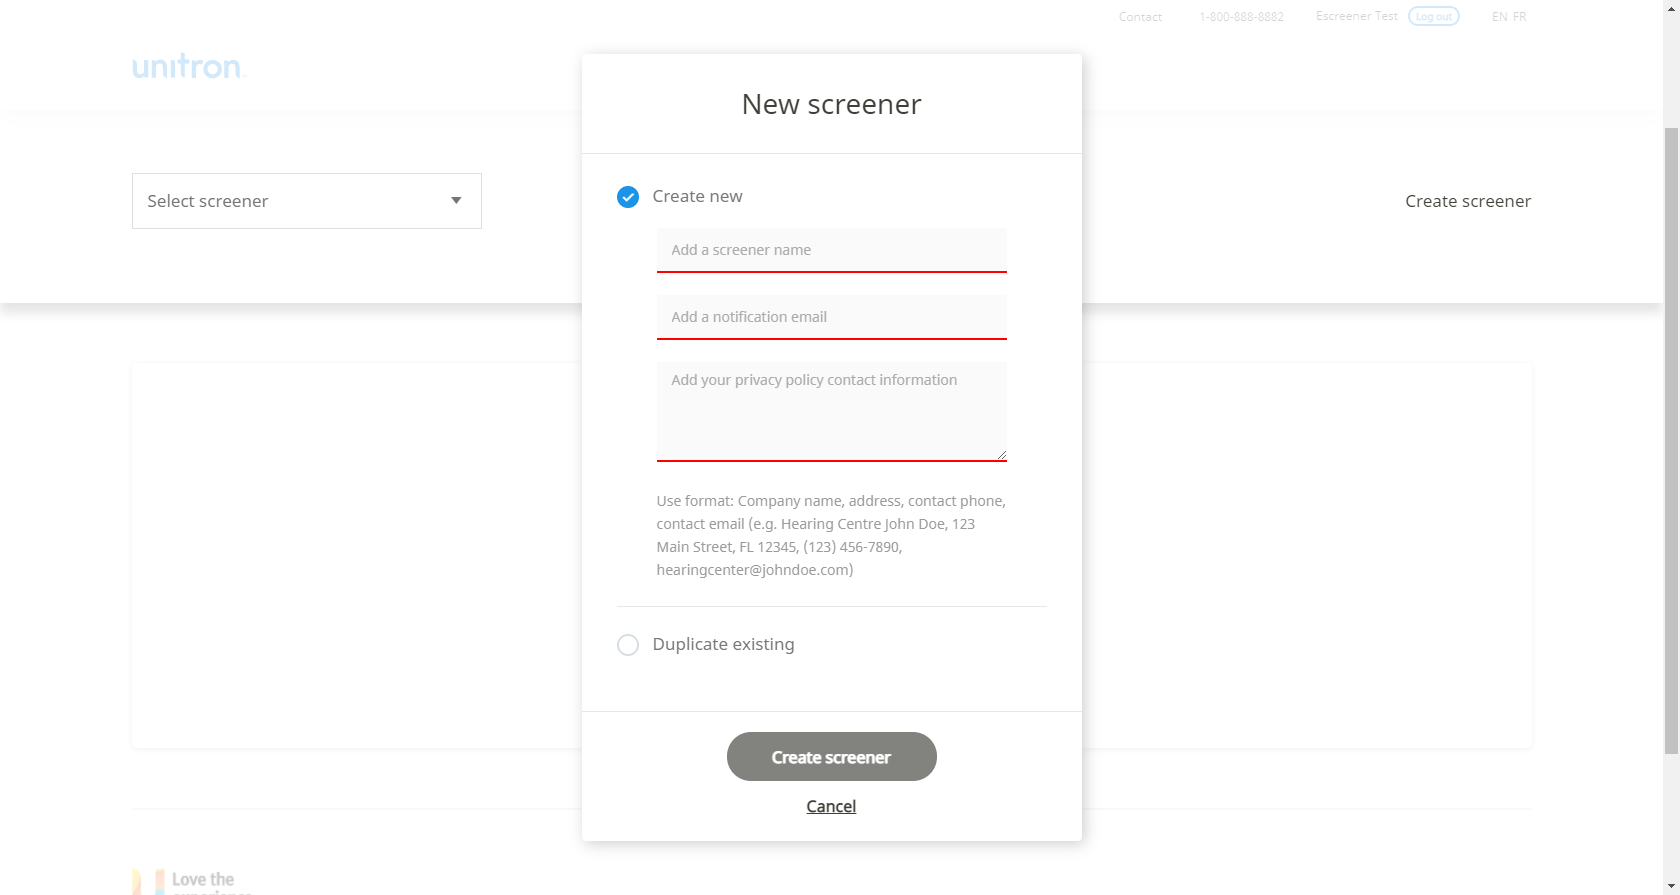 Contact
1-800-888-8882
Escreener Test
Log out
EN FR
unitron
New screener
Create new
Add a screener name
Add a notification email
Add your privacy policy contact information
Use format: Company name, address, contact phone,
contact email (e.g. Hearing Centre John Doe, 123
Main Street, FL 12345, (123) 456-7890,
hearingcenter@johndoe.com)
Duplicate existing
Create screener
Cancel
Select screener
Create screener
Love the
experience